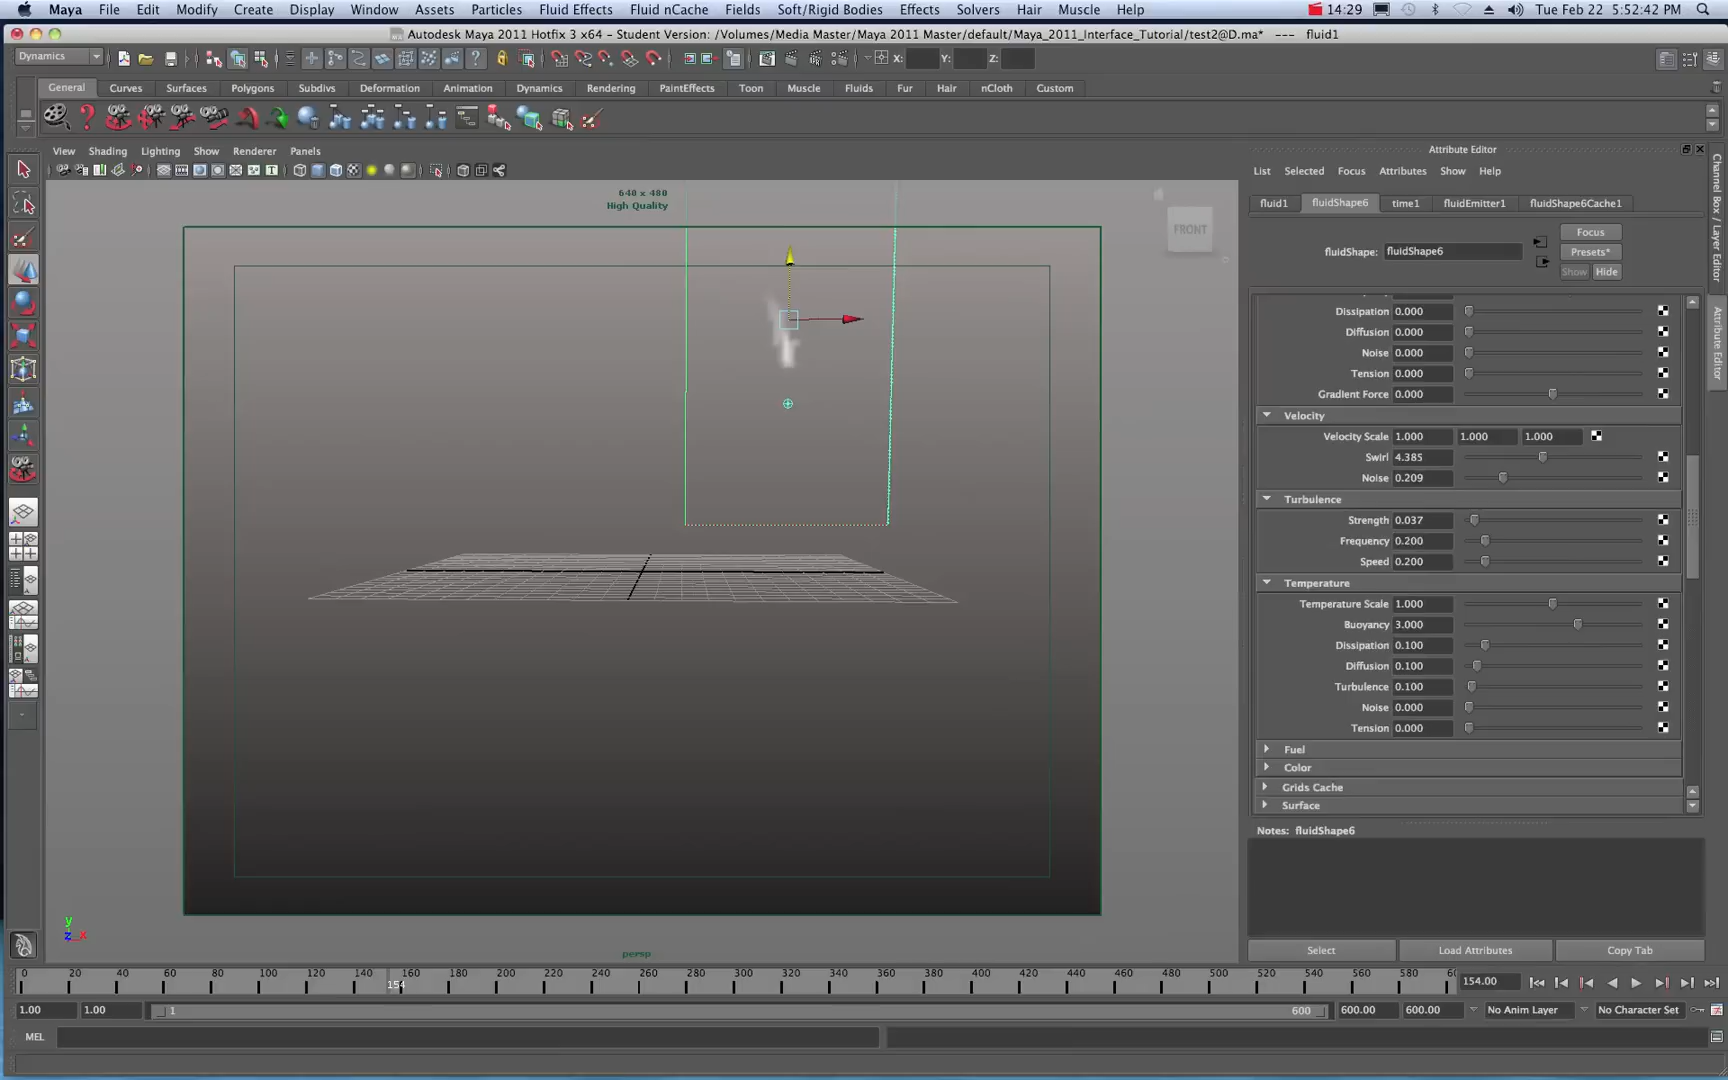 Maya File Edit Modify Create Display Window Assets Particles Fluid Effects Fluid nCache Fields Soft/Rigid Bodies Effects Solvers Hair Muscle Help 14:29 Tue Feb 22 5:52:42 PM
Autodesk Maya 2011 Hotfix 3 x64 - Student Version: /Volumes/Media Master/Maya 2011 Master/default/Maya_2011_Interface_Tutorial/test2@D.ma* --- fluid1
Dynamics X: Y: Z:
General Curves Surfaces Polygons Subdivs Deformation Animation Dynamics Rendering PaintEffects Toon Muscle Fluids Fur Hair nCloth Custom
View Shading Lighting Show Renderer Panels
Attribute Editor
List Selected Focus Attributes Show Help
640 x 480
High Quality
FRONT
fluid1 fluidShape6 time1 fluidEmitter1 fluidShape6Cache1
Focus
fluidShape: fluidShape6 Presets*
Show Hide
Dissipation 0.000
Diffusion 0.000
Noise 0.000
Tension 0.000
Gradient Force 0.000
Velocity
Velocity Scale 1.000 1.000 1.000
Swirl 4.385
Noise 0.209
Turbulence
Strength 0.037
Frequency 0.200
Speed 0.200
Temperature
Temperature Scale 1.000
Buoyancy 3.000
Dissipation 0.100
Diffusion 0.100
Turbulence 0.100
Noise 0.000
Tension 0.000
Fuel
Color
Grids Cache
Surface
Notes: fluidShape6
Select Load Attributes Copy Tab
Channel Box / Layer Editor
Attribute Editor
y
z x
persp
0 20 40 60 80 100 120 140 160 180 200 220 240 260 280 300 320 340 360 380 400 420 440 460 480 500 520 540 560 580 60
154
154.00
1.00 1.00 1 600 600.00 600.00 No Anim Layer No Character Set
MEL